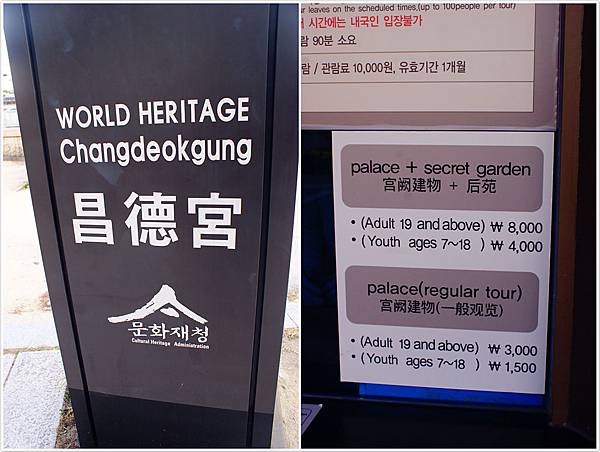 WORLD HERITAGE
Changdeokgung
昌德宮
문화재청
Cultural Heritage Administration
leaves on the scheduled times,(up to 100people per tour)
시간에는 내국인 입장불가
람 90분 소요
람 / 관람료 10,000원, 유효기간 1개월
palace + secret garden
宫阙建物 + 后苑
• (Adult 19 and above) ₩ 8,000
• (Youth ages 7~18 ) ₩ 4,000
palace(regular tour)
宫阙建物(一般观览)
• (Adult 19 and above) ₩ 3,000
• (Youth ages 7~18 ) ₩ 1,500